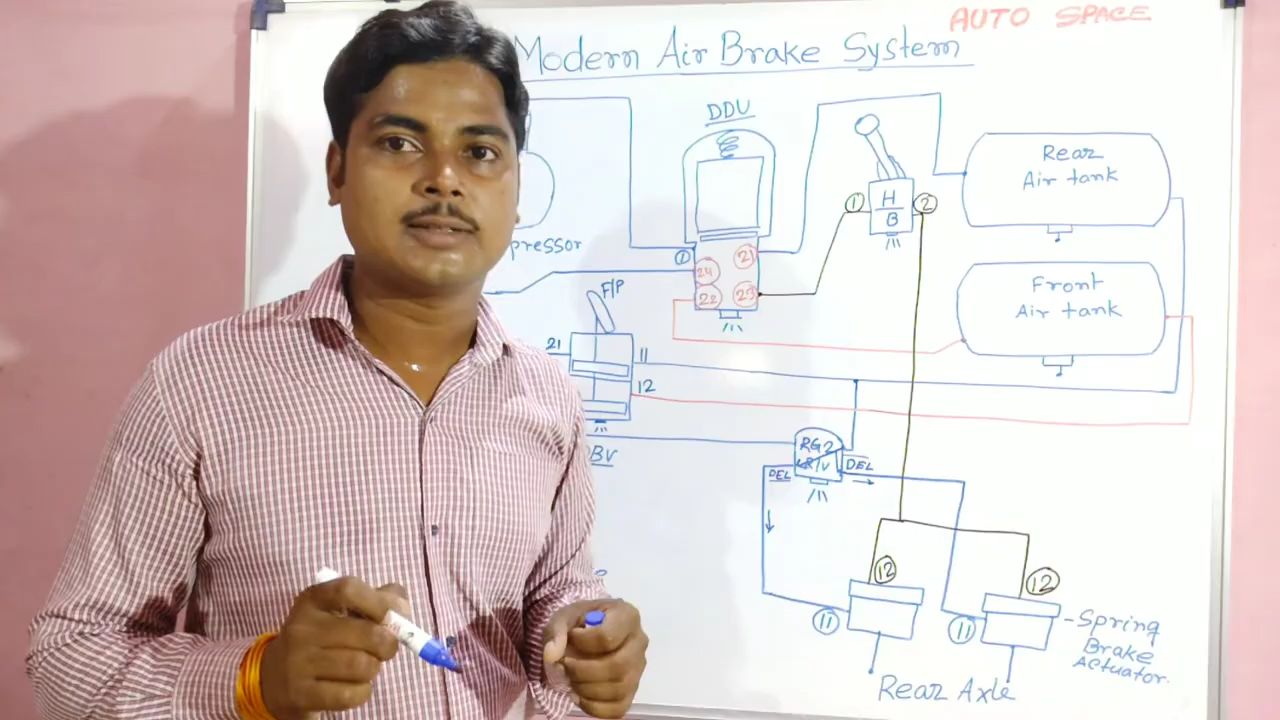 AUTO SPACE
Modern Air Brake System
DDU
Rear
Air tank
1
H
B
2
pressor
1
24
21
22
23
Front
Air tank
F/P
21
11
12
BV
RG2
R/V
DEL
DEL
12
12
11
11
Spring
Brake
Actuator.
Rear Axle